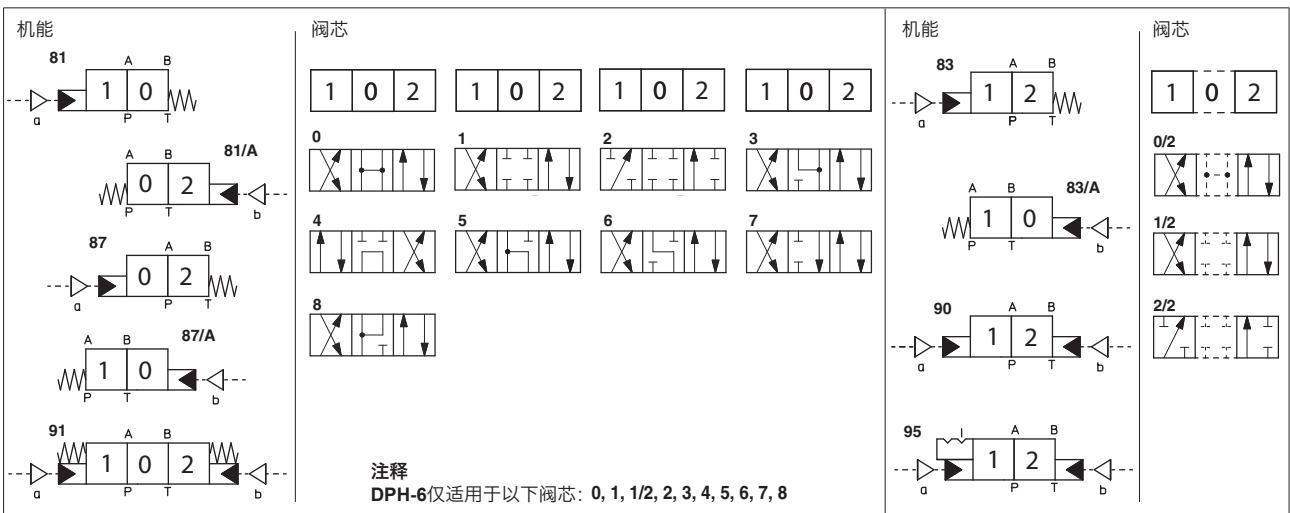 机能
81
A B
1 0
a
P T
81/A
A B
0 2
P T
b
87
A B
0 2
a
P T
87/A
A B
1 0
P T
b
91
A B
1 0 2
a
P T
b
阀芯
1 0 2
1 0 2
1 0 2
1 0 2
0
1
2
3
4
5
6
7
8
注释
DPH-6仅适用于以下阀芯: 0, 1, 1/2, 2, 3, 4, 5, 6, 7, 8
机能
83
A B
1 2
a
P T
83/A
A B
1 0
P T
b
90
A B
1 2
a
P T
b
95
I
A B
1 2
a
P T
b
阀芯
1 0 2
0/2
1/2
2/2